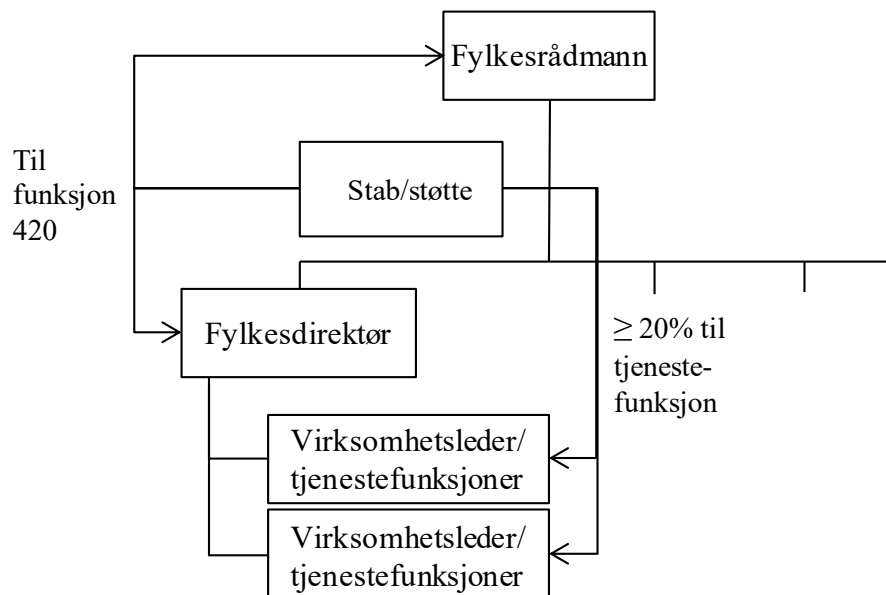 Fylkesrådmann
Til
funksjon
420
Stab/støtte
Fylkesdirektør
≥ 20% til
tjeneste-
funksjon
Virksomhetsleder/
tjenestefunksjoner
Virksomhetsleder/
tjenestefunksjoner